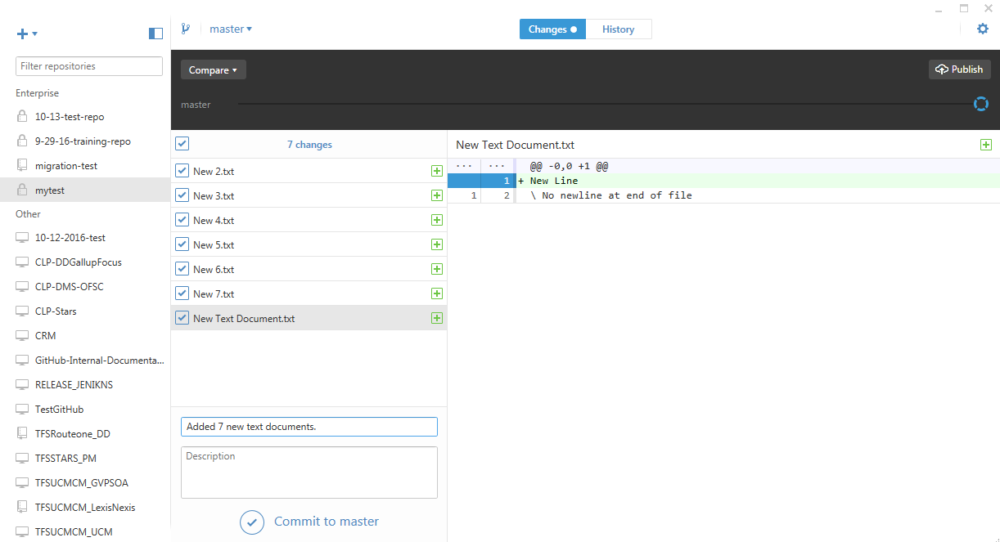 master
Changes
History
Filter repositories
Enterprise
10-13-test-repo
9-29-16-training-repo
migration-test
mytest
Other
10-12-2016-test
CLP-DDGallupFocus
CLP-DMS-OFSC
CLP-Stars
CRM
GitHub-Internal-Documenta...
RELEASE_JENIKNS
TestGitHub
TFSRouteone_DD
TFSSTARS_PM
TFSUCMCM_GVPSOA
TFSUCMCM_LexisNexis
TFSUCMCM_UCM
Compare
Publish
master
7 changes
New 2.txt
New 3.txt
New 4.txt
New 5.txt
New 6.txt
New 7.txt
New Text Document.txt
Added 7 new text documents.
Description
Commit to master
New Text Document.txt
... ... @@ -0,0 +1 @@
1 + New Line
1 2 \ No newline at end of file